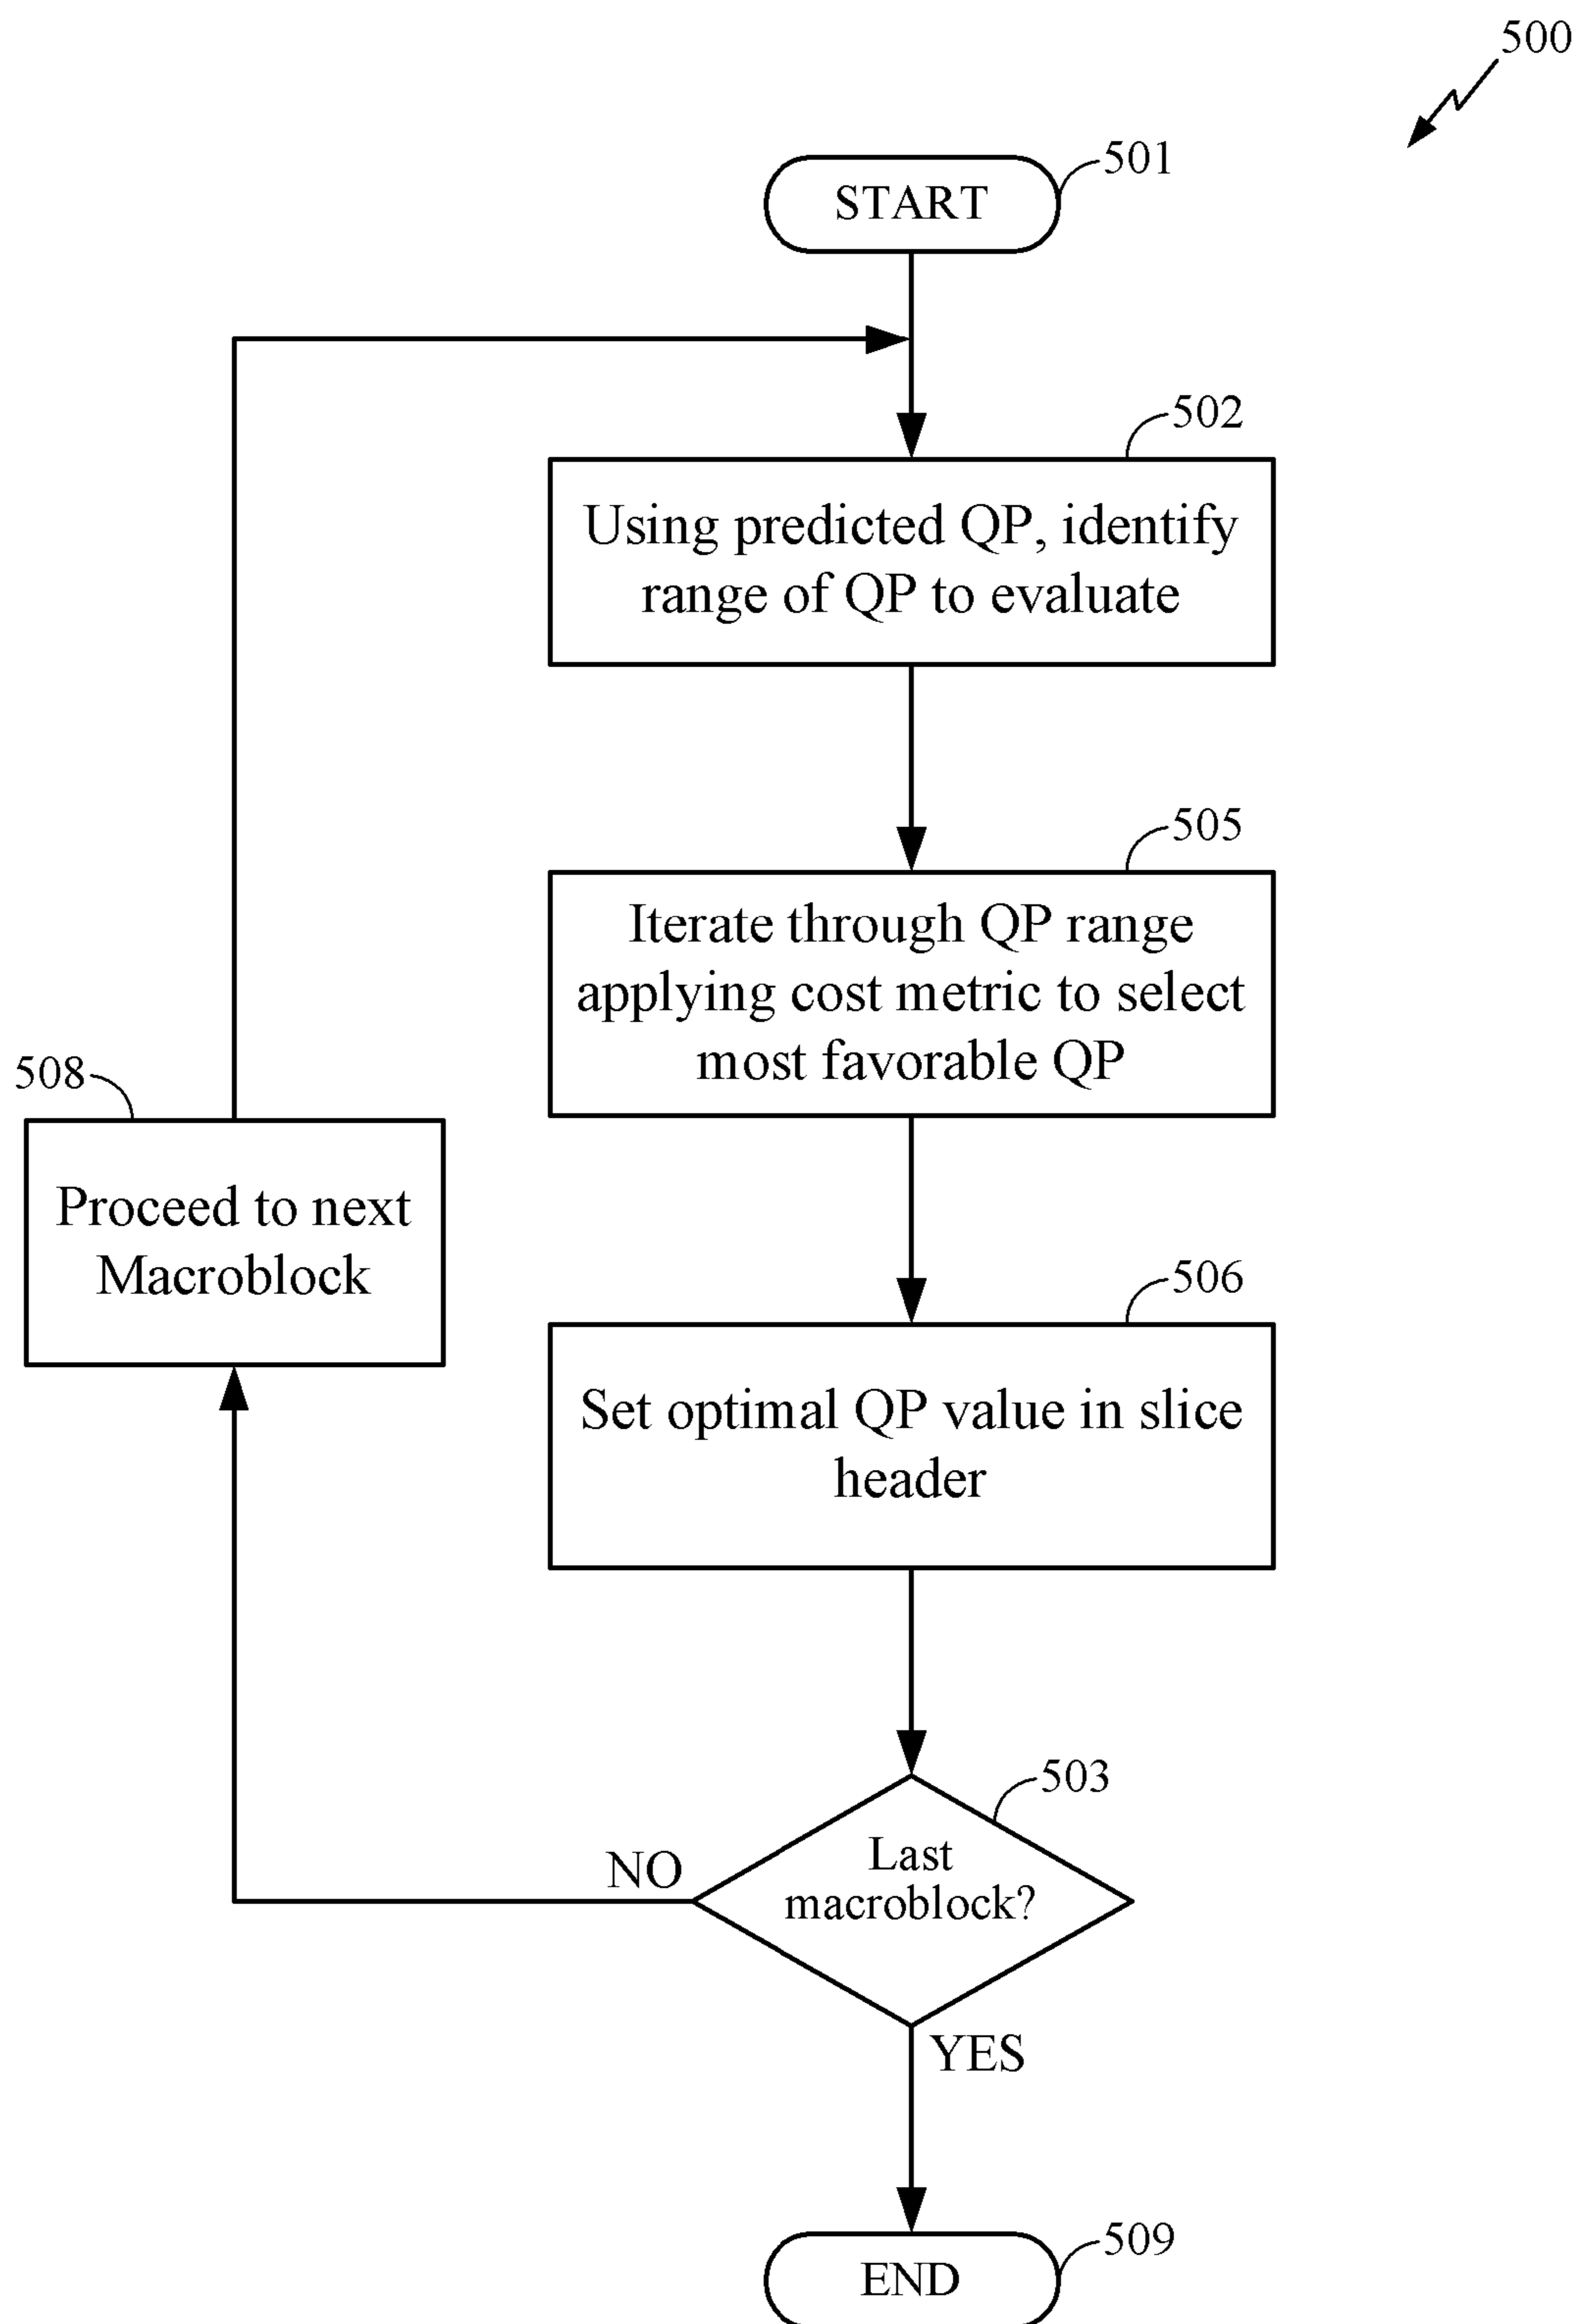 500
501
START
502
Using predicted QP, identify
range of QP to evaluate
505
Iterate through QP range
applying cost metric to select
most favorable QP
508
Proceed to next
Macroblock
506
Set optimal QP value in slice
header
503
Last
macroblock?
NO
YES
509
END